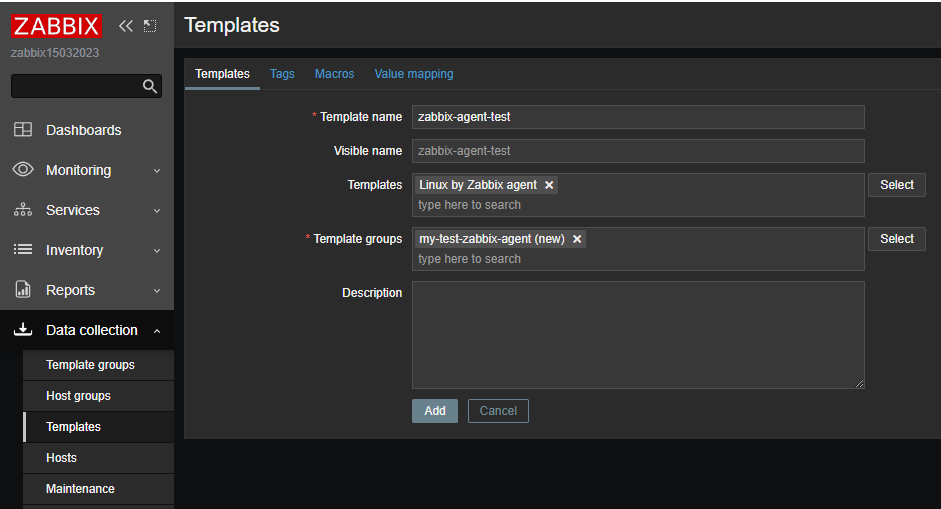 ZABBIX
zabbix15032023
Dashboards
Monitoring
Services
Inventory
Reports
Data collection
Template groups
Host groups
Templates
Hosts
Maintenance
Templates
Templates Tags Macros Value mapping
* Template name zabbix-agent-test
Visible name zabbix-agent-test
Templates Linux by Zabbix agent × Select
type here to search
* Template groups my-test-zabbix-agent (new) × Select
type here to search
Description
Add Cancel